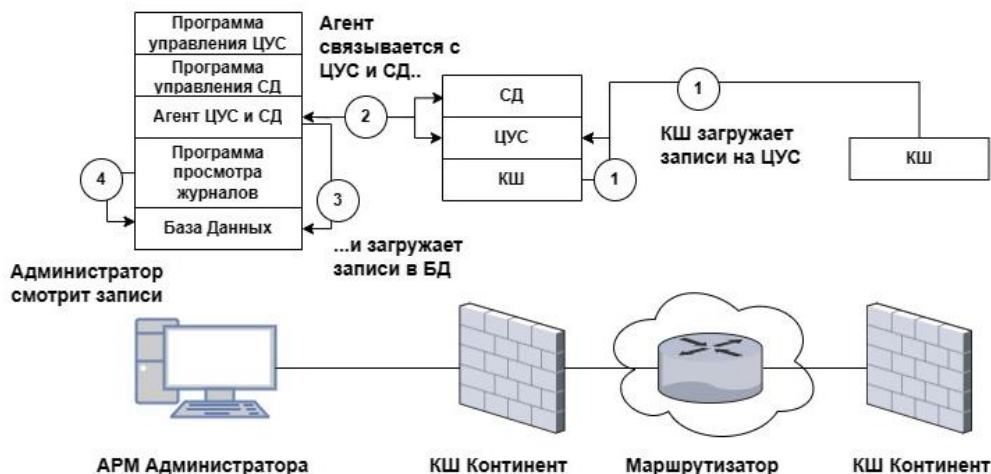 Программа
управления ЦУС
Программа
управления СД
Агент ЦУС и СД
Программа
просмотра
журналов
База Данных
4
3
Агент
связывается с
ЦУС и СД..
2
...и загружает
записи в БД
СД
ЦУС
КШ
1
1
КШ загружает
записи на ЦУС
КШ
Администратор
смотрит записи
АРМ Администратора
КШ Континент
Маршрутизатор
КШ Континент